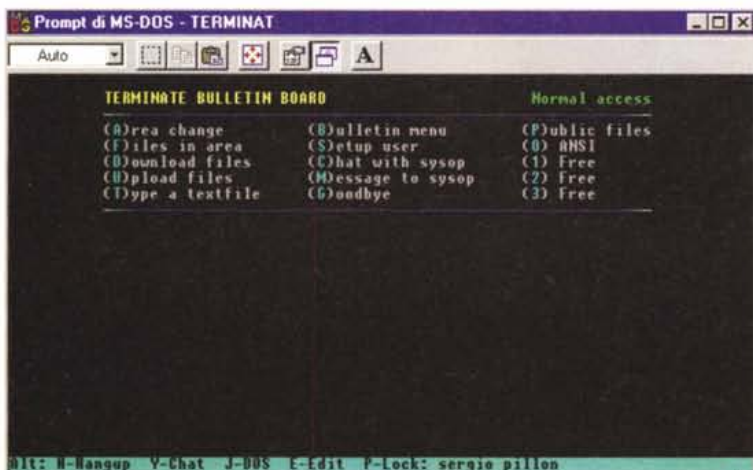 Prompt di MS-DOS - TERMINAT
Auto
A
TERMINATE BULLETIN BOARD Normal access
(A)rea change (B)ulletin menu (P)ublic files
(F)iles in area (S)etup user (0) ANSI
(D)ownload files (C)hat with sysop (1) Free
(U)pload files (M)essage to sysop (2) Free
(T)ype a textfile (G)oodbye (3) Free
Alt: H-Hangup Y-Chat J-DOS E-Edit P-Lock: sergio pillon